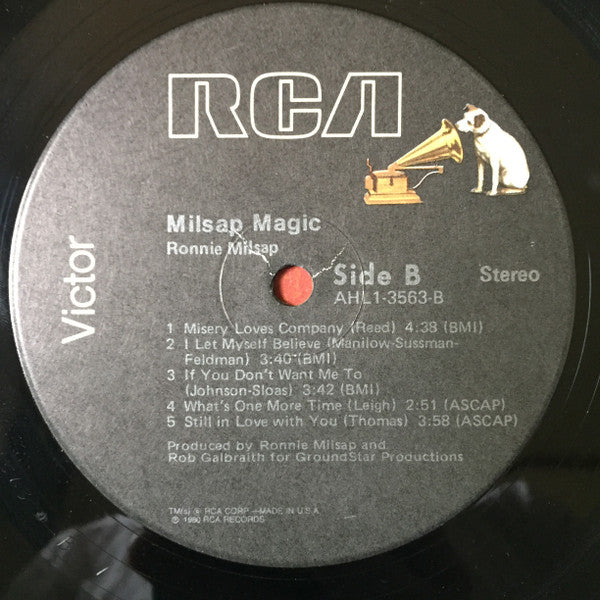 RCA
Victor
Milsap Magic
Ronnie Milsap
Side B
Stereo
AHL1-3563-B
1 Misery Loves Company (Reed) 4:38 (BMI)
2 I Let Myself Believe (Manilow-Sussman-
Feldman) 3:40 (BMI)
3 If You Don't Want Me To
(Johnson-Sloas) 3:42 (BMI)
4 What's One More Time (Leigh) 2:51 (ASCAP)
5 Still in Love with You (Thomas) 3:58 (ASCAP)
Produced by Ronnie Milsap and
Rob Galbraith for GroundStar Productions
TM(s) ® RCA CORP.—MADE IN U.S.A.
℗ 1980 RCA RECORDS